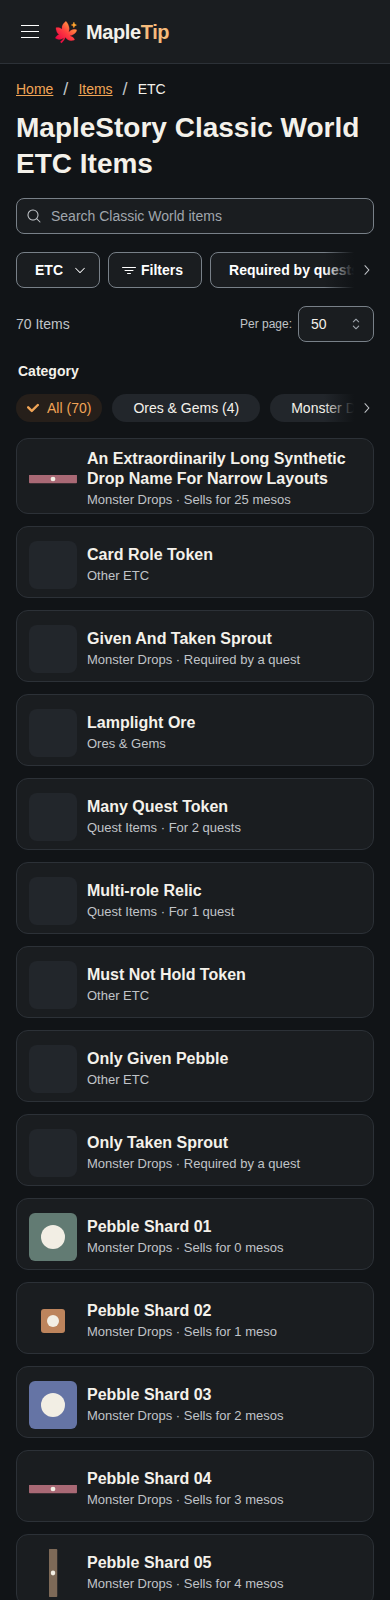 MapleTip
Home / Items / ETC
MapleStory Classic World
ETC Items
Search Classic World items
ETC Filters Required by quest
70 Items Per page: 50
Category
All (70) Ores & Gems (4) Monster D
An Extraordinarily Long Synthetic
Drop Name For Narrow Layouts
Monster Drops · Sells for 25 mesos
Card Role Token
Other ETC
Given And Taken Sprout
Monster Drops · Required by a quest
Lamplight Ore
Ores & Gems
Many Quest Token
Quest Items · For 2 quests
Multi-role Relic
Quest Items · For 1 quest
Must Not Hold Token
Other ETC
Only Given Pebble
Other ETC
Only Taken Sprout
Monster Drops · Required by a quest
Pebble Shard 01
Monster Drops · Sells for 0 mesos
Pebble Shard 02
Monster Drops · Sells for 1 meso
Pebble Shard 03
Monster Drops · Sells for 2 mesos
Pebble Shard 04
Monster Drops · Sells for 3 mesos
Pebble Shard 05
Monster Drops · Sells for 4 mesos